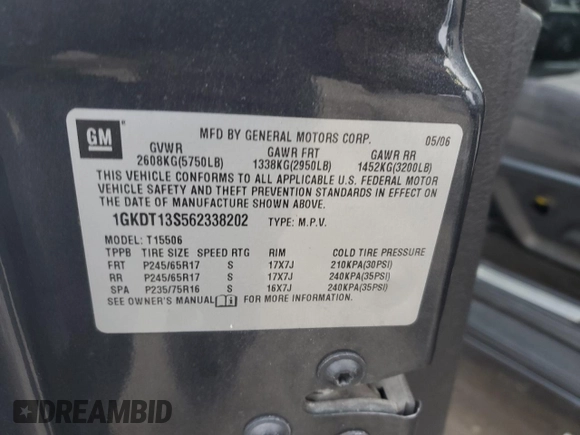 GM
MFD BY GENERAL MOTORS CORP. 05/06
GVWR GAWR FRT GAWR RR
2608KG(5750LB) 1338KG(2950LB) 1452KG(3200LB)
THIS VEHICLE CONFORMS TO ALL APPLICABLE U.S. FEDERAL MOTOR
VEHICLE SAFETY AND THEFT PREVENTION STANDARDS IN EFFECT ON
THE DATE OF MANUFACTURE SHOWN ABOVE.
1GKDT13S562338202 TYPE: M.P.V.
MODEL: T15506
TPPB TIRE SIZE SPEED RTG RIM COLD TIRE PRESSURE
FRT P245/65R17 S 17X7J 210KPA(30PSI)
RR P245/65R17 S 17X7J 240KPA(35PSI)
SPA P235/75R16 S 16X7J 240KPA(35PSI)
SEE OWNER'S MANUAL FOR MORE INFORMATION.
DREAMBID